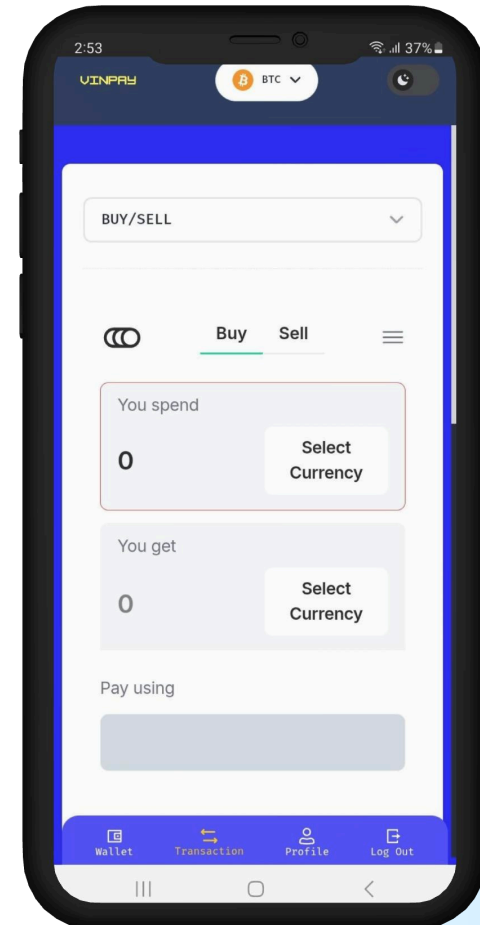 2:53 37%
VINPAY BTC
BUY/SELL
Buy Sell
You spend
0 Select
Currency
You get
0 Select
Currency
Pay using
Wallet Transaction Profile Log Out